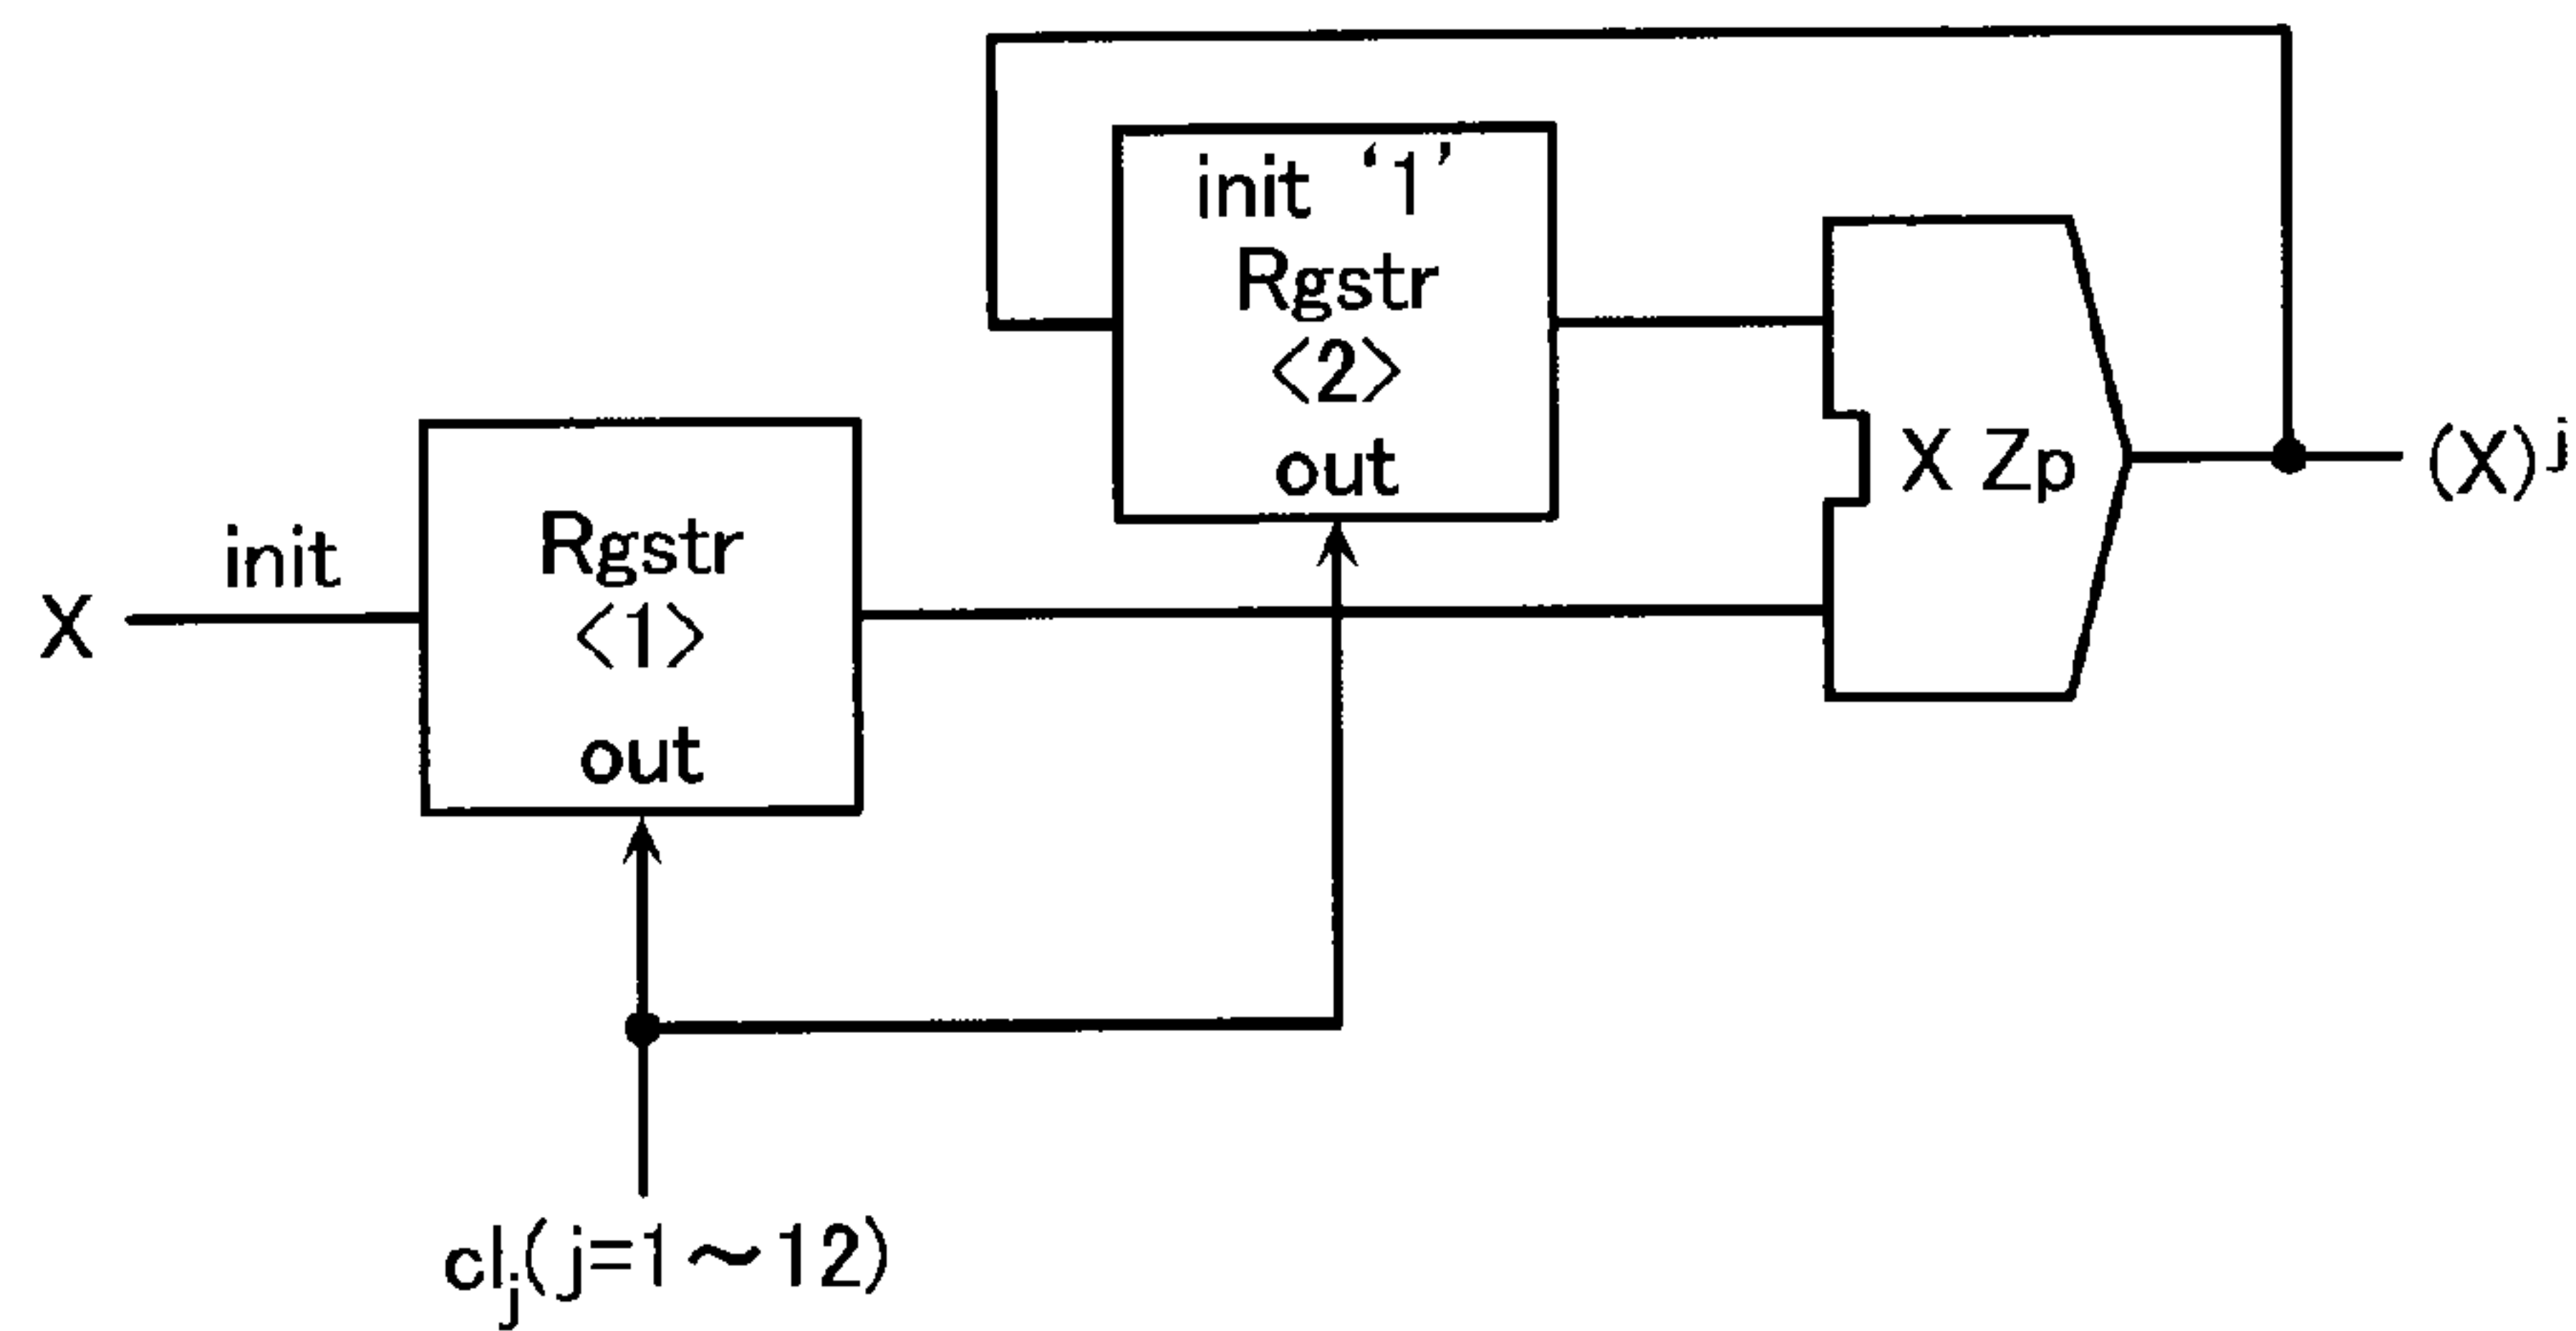 init ‘1’
Rgstr
<2>
out
X Zp
(X)^j
X
init
Rgstr
<1>
out
cl_j(j=1～12)